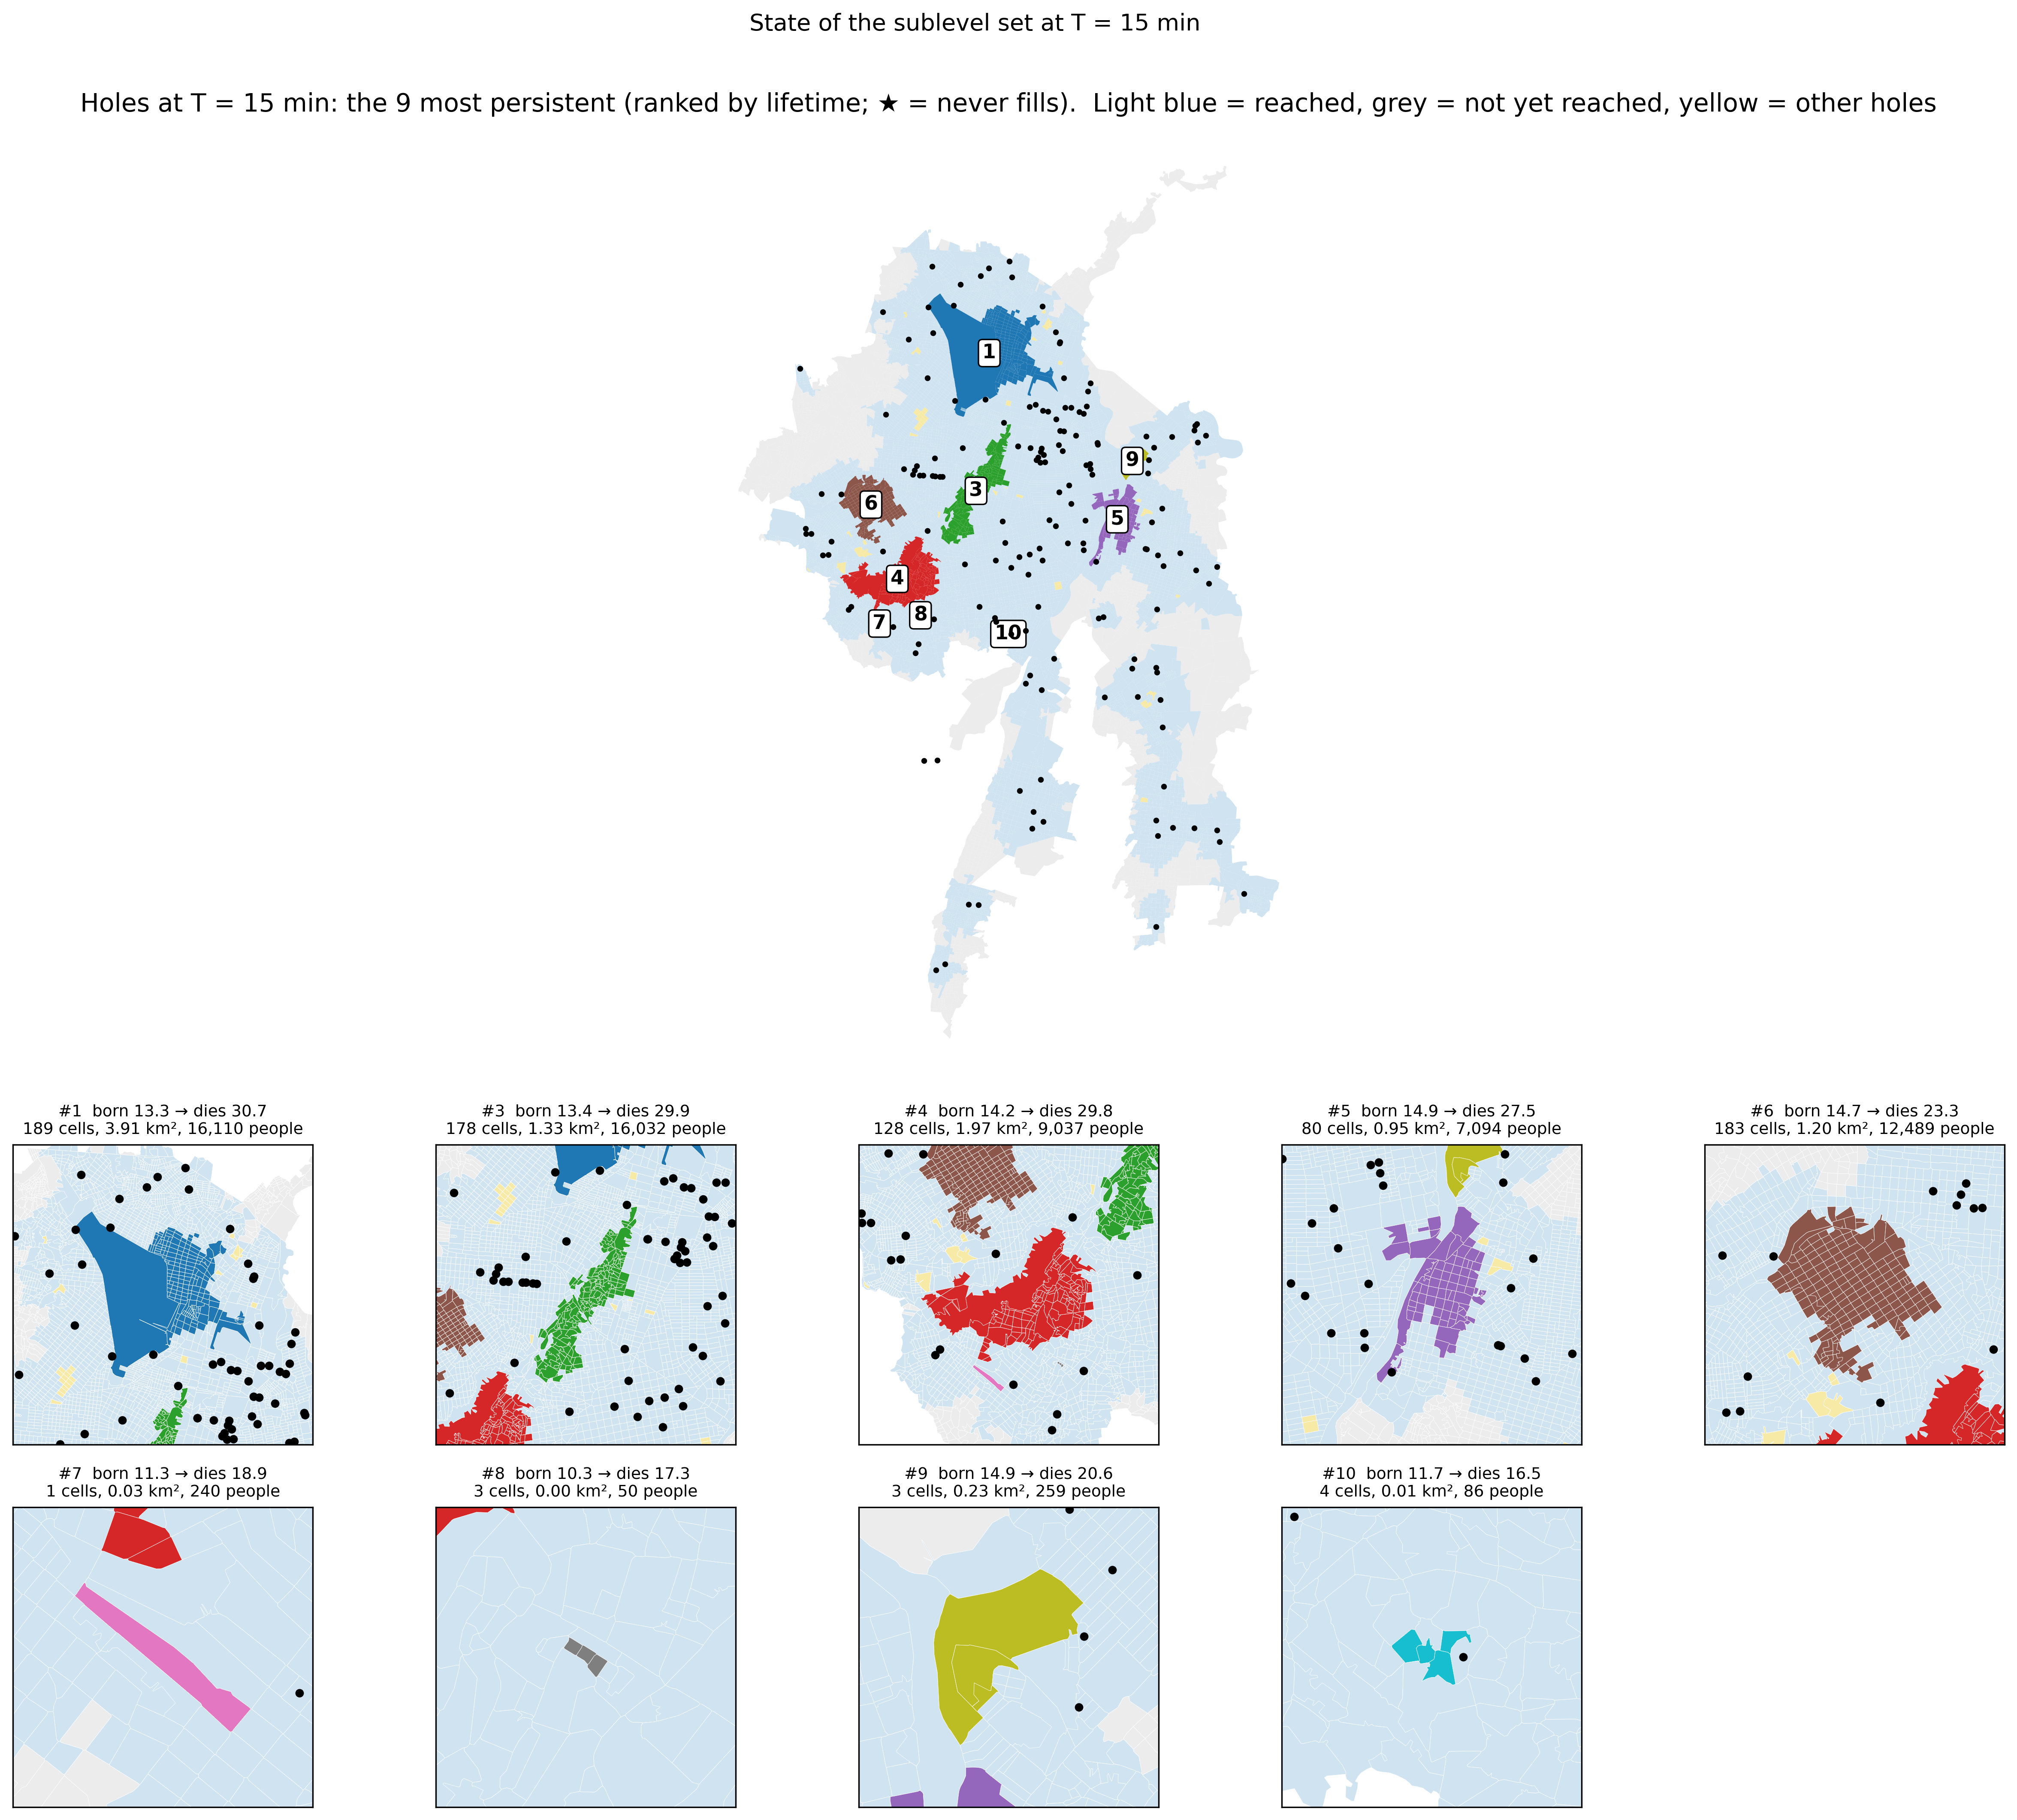 State of the sublevel set at T = 15 min
Holes at T = 15 min: the 9 most persistent (ranked by lifetime; ★ = never fills).  Light blue = reached, grey = not yet reached, yellow = other holes
1
9
3
6
5
4
8
7
10
#1  born 13.3 → dies 30.7
189 cells, 3.91 km², 16,110 people
#3  born 13.4 → dies 29.9
178 cells, 1.33 km², 16,032 people
#4  born 14.2 → dies 29.8
128 cells, 1.97 km², 9,037 people
#5  born 14.9 → dies 27.5
80 cells, 0.95 km², 7,094 people
#6  born 14.7 → dies 23.3
183 cells, 1.20 km², 12,489 people
#7  born 11.3 → dies 18.9
1 cells, 0.03 km², 240 people
#8  born 10.3 → dies 17.3
3 cells, 0.00 km², 50 people
#9  born 14.9 → dies 20.6
3 cells, 0.23 km², 259 people
#10  born 11.7 → dies 16.5
4 cells, 0.01 km², 86 people